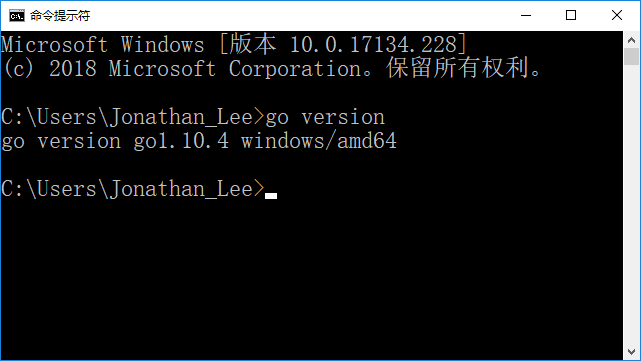 命令提示符
Microsoft Windows [版本 10.0.17134.228]
(c) 2018 Microsoft Corporation。保留所有权利。
C:\Users\Jonathan_Lee>go version
go version go1.10.4 windows/amd64
C:\Users\Jonathan_Lee>